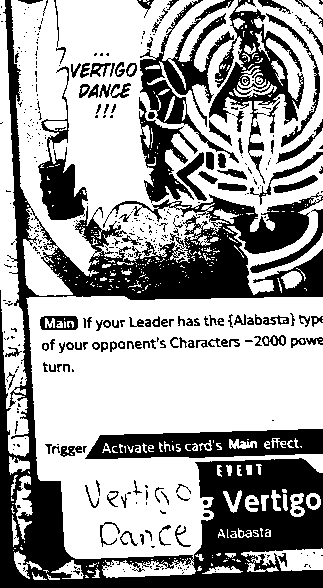 ...
VERTIGO
DANCE
!!!
Main If your Leader has the {Alabasta} type
of your opponent's Characters −2000 powe
turn.
Trigger Activate this card's Main effect.
EVENT
g Vertigo
Vertigo
Dance
Alabasta